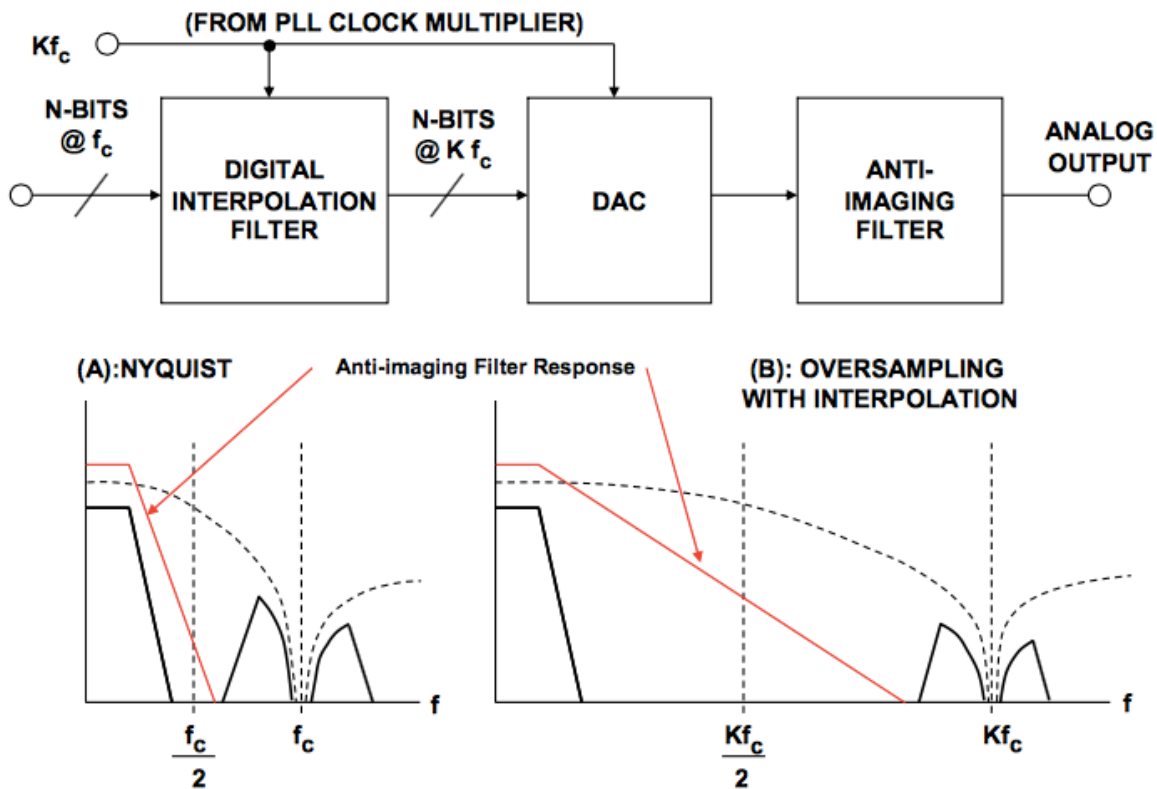 (FROM PLL CLOCK MULTIPLIER)
Kfc
N-BITS
@ fc
DIGITAL
INTERPOLATION
FILTER
N-BITS
@ K fc
DAC
ANTI-
IMAGING
FILTER
ANALOG
OUTPUT
(A):NYQUIST
Anti-imaging Filter Response
(B): OVERSAMPLING
WITH INTERPOLATION
f
fc
2
fc
f
Kfc
2
Kfc